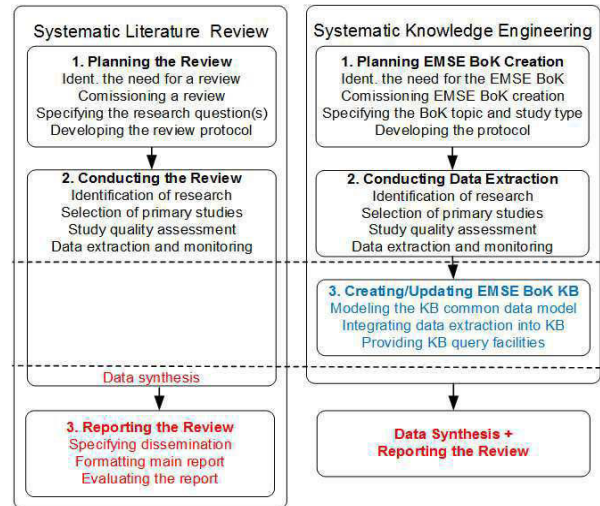 Systematic Literature Review
1. Planning the Review
Ident. the need for a review
Comissioning a review
Specifying the research question(s)
Developing the review protocol
2. Conducting the Review
Identification of research
Selection of primary studies
Study quality assessment
Data extraction and monitoring
Data synthesis
3. Reporting the Review
Specifying dissemination
Formatting main report
Evaluating the report
Systematic Knowledge Engineering
1. Planning EMSE BoK Creation
Ident. the need for the EMSE BoK
Comissioning EMSE BoK creation
Specifying the BoK topic and study type
Developing the protocol
2. Conducting Data Extraction
Identification of research
Selection of primary studies
Study quality assessment
Data extraction and monitoring
3. Creating/Updating EMSE BoK KB
Modeling the KB common data model
Integrating data extraction into KB
Providing KB query facilities
Data Synthesis +
Reporting the Review